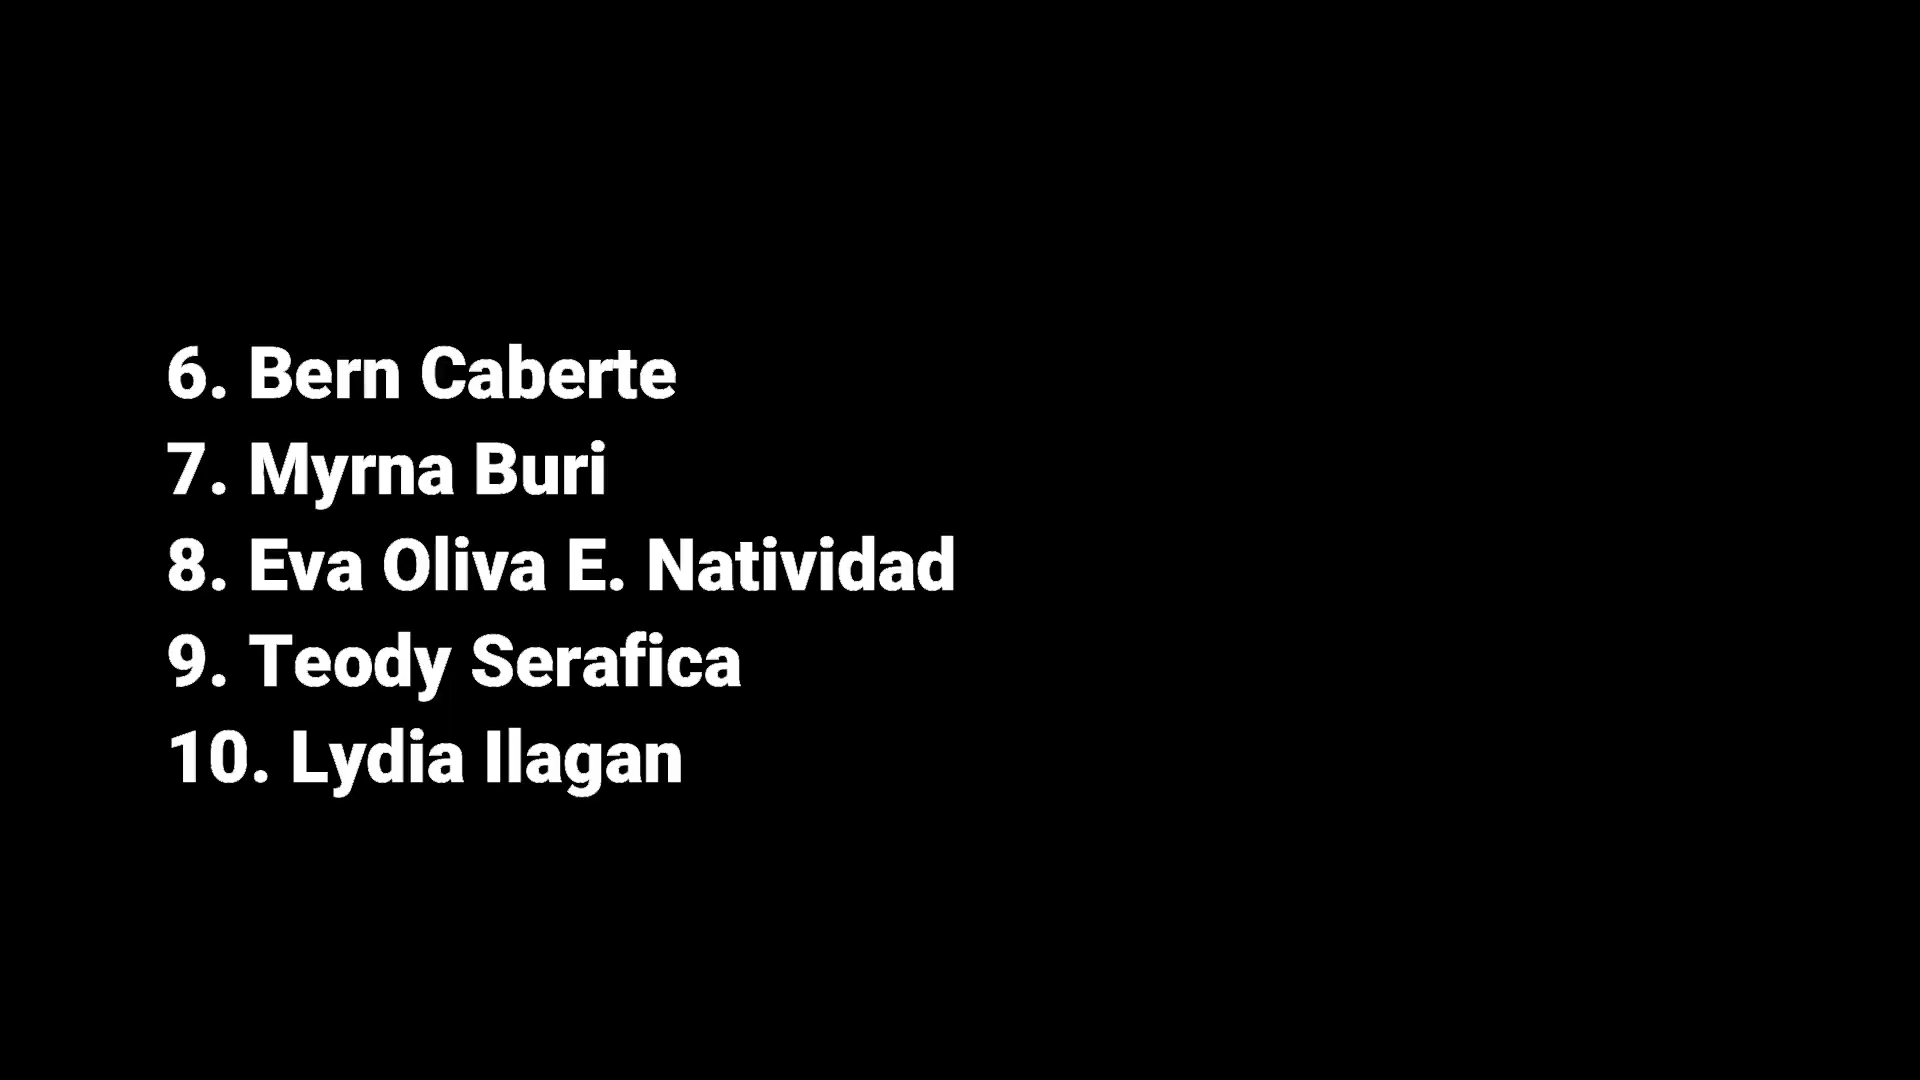 6. Bern Caberte
7. Myrna Buri
8. Eva Oliva E. Natividad
9. Teody Serafica
10. Lydia Ilagan